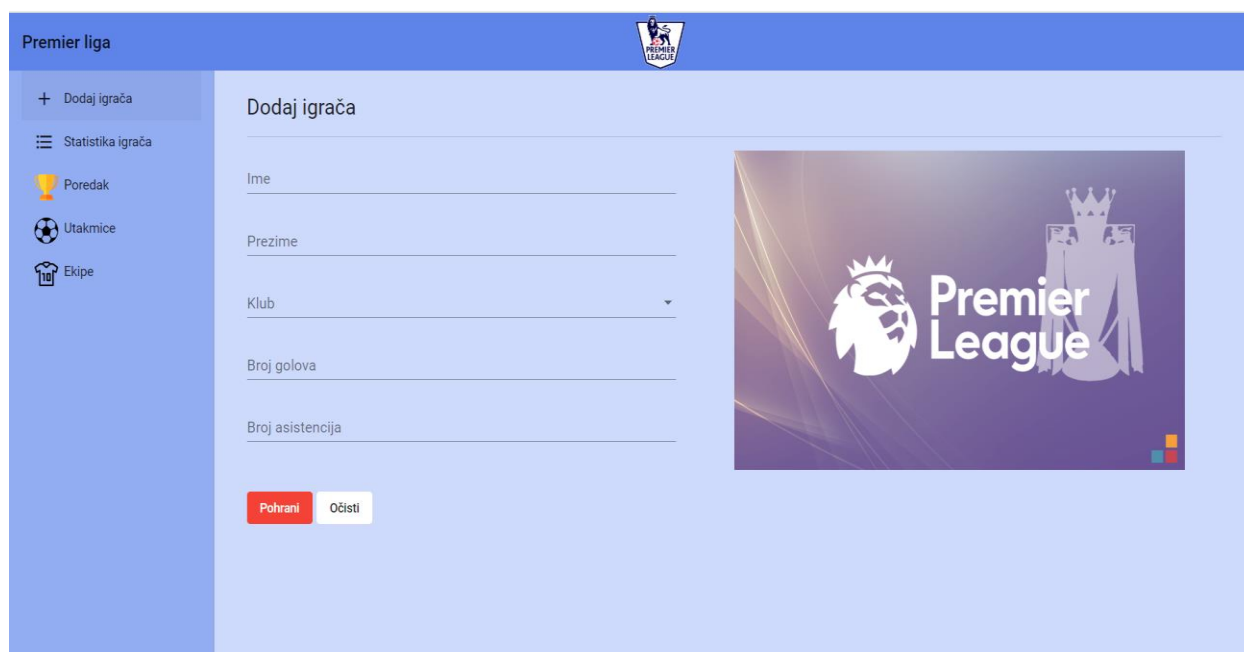 Premier liga
PREMIER
LEAGUE
Dodaj igrača
Statistika igrača
Poredak
Utakmice
10
Ekipe
Dodaj igrača
Ime
Prezime
Klub
Broj golova
Broj asistencija
Pohrani
Očisti
Premier
League